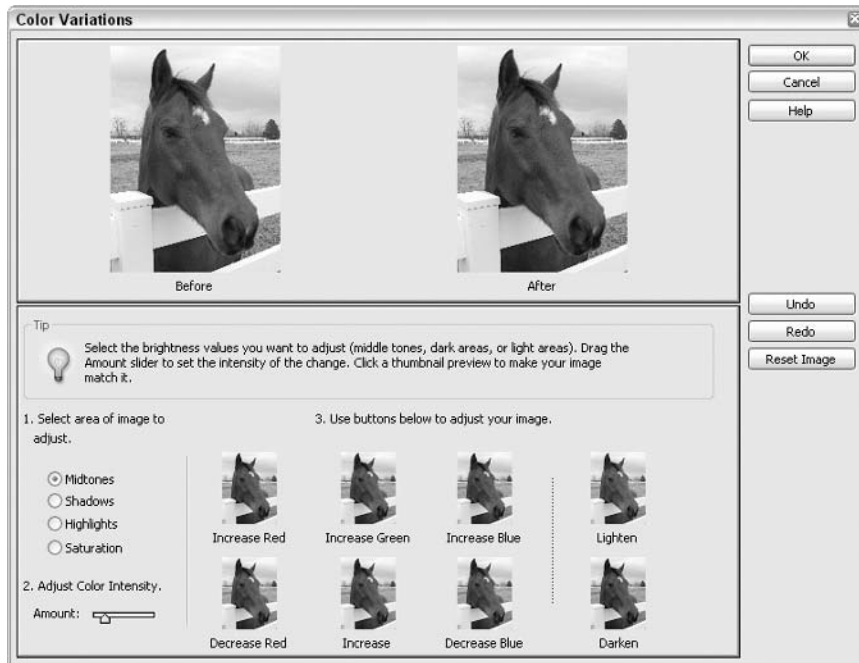 Color Variations
OK
Cancel
Help
Before
After
Undo
Redo
Reset Image
Tip
Select the brightness values you want to adjust (middle tones, dark areas, or light areas). Drag the
Amount slider to set the intensity of the change. Click a thumbnail preview to make your image
match it.
1. Select area of image to
adjust.
Midtones
Shadows
Highlights
Saturation
2. Adjust Color Intensity.
Amount:
3. Use buttons below to adjust your image.
Increase Red
Increase Green
Increase Blue
Lighten
Decrease Red
Increase
Decrease Blue
Darken